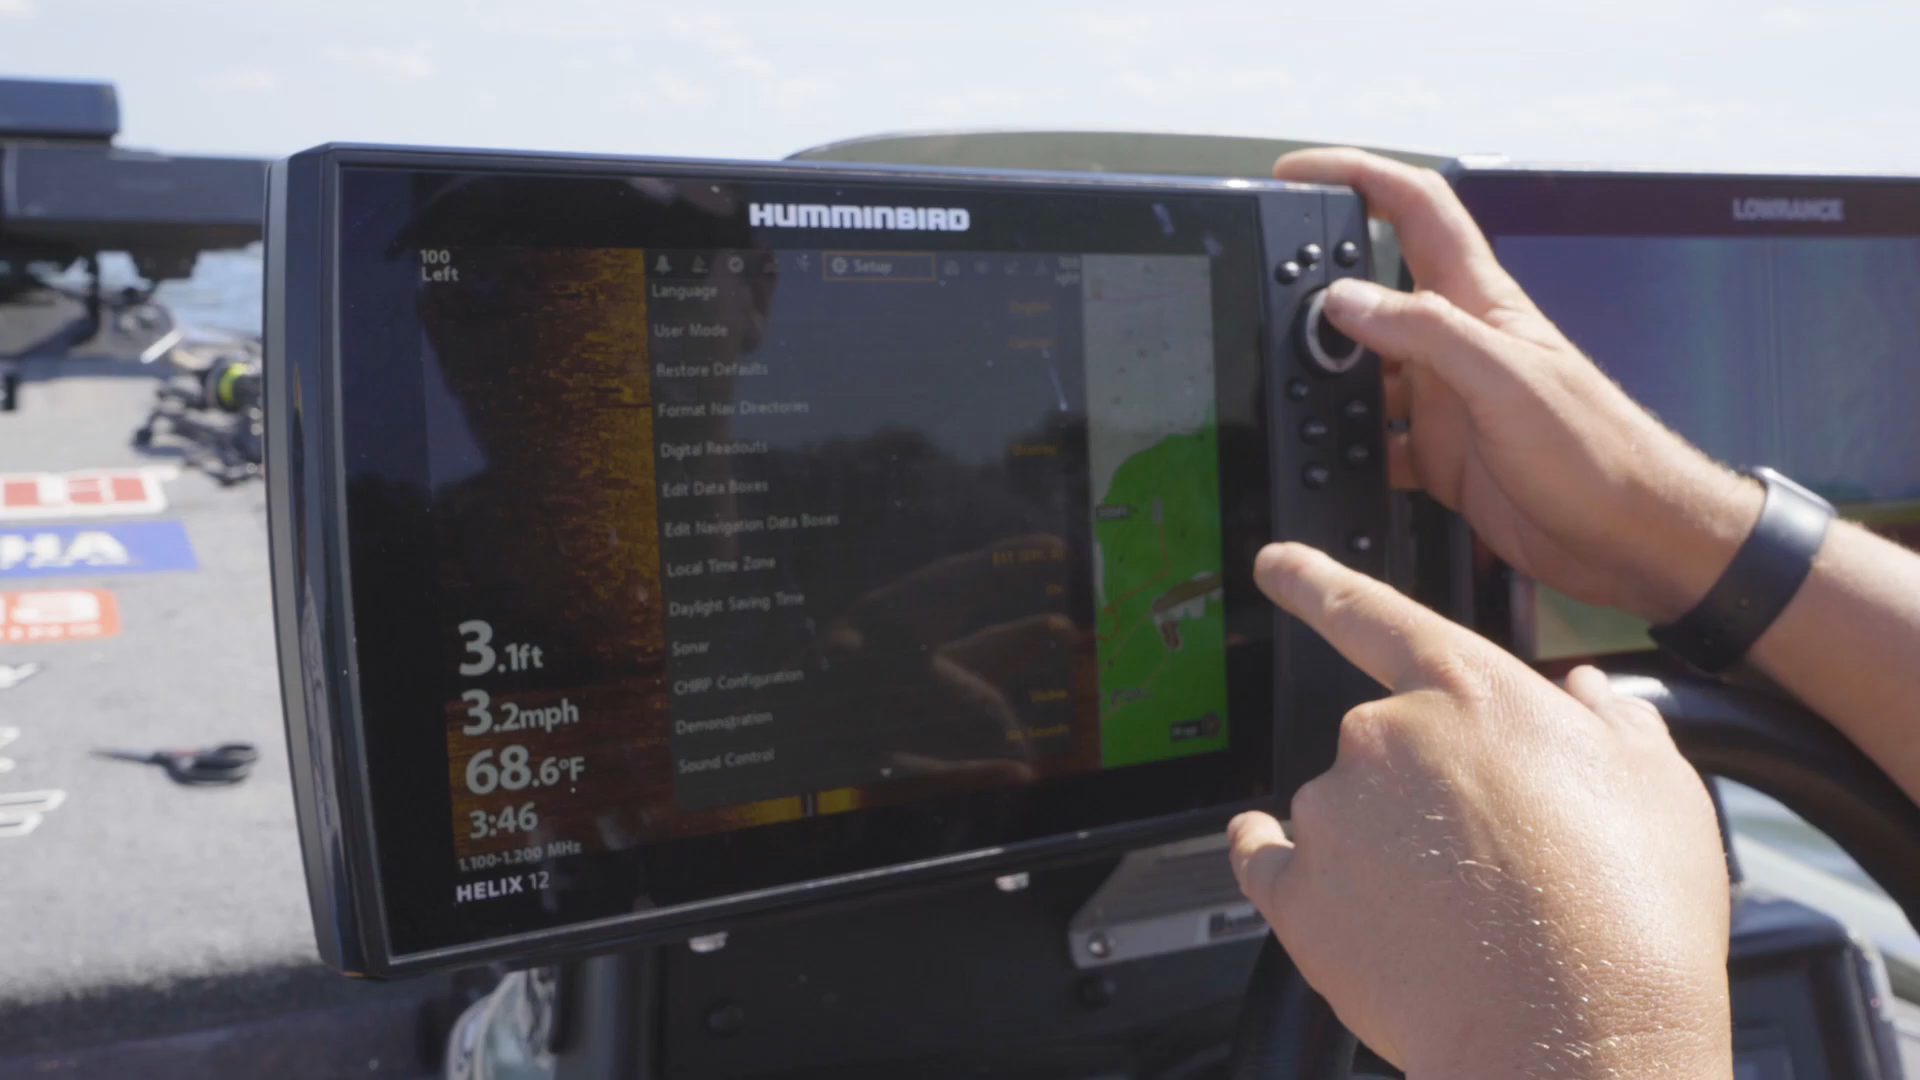 HUMMINBIRD
LOWRANCE
100
Left
Setup
Language
User Mode
Restore Defaults
Format Nav Directories
Digital Readouts
Edit Data Boxes
Edit Navigation Data Boxes
Local Time Zone
Daylight Saving Time
Sonar
CHIRP Configuration
Demonstration
Sound Control
3.1ft
3.2mph
68.6°F
3:46
1,100-1,200 MHz
HELIX 12